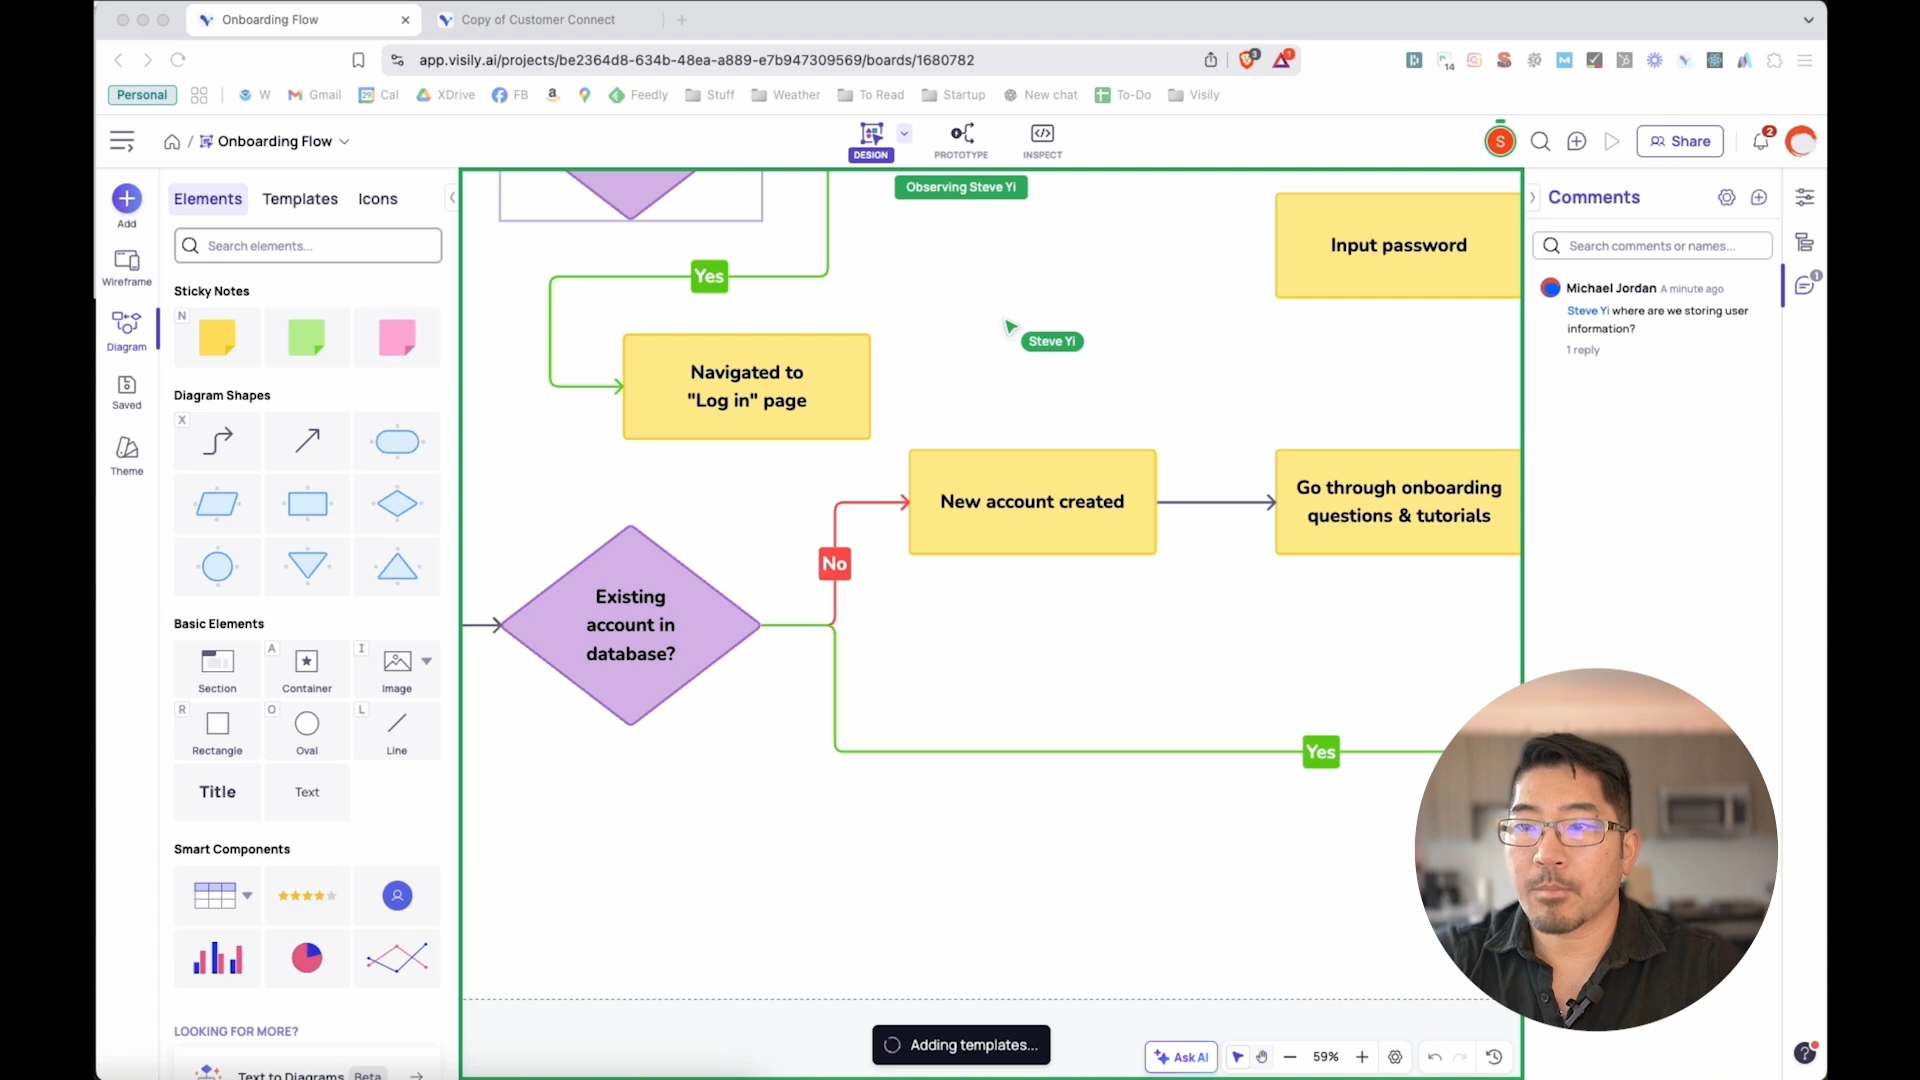 Onboarding Flow
Copy of Customer Connect
app.visily.ai/projects/be2364d8-634b-48ea-a889-e7b947309569/boards/1680782
3
1
14
Personal
W
Gmail
29
Cal
XDrive
FB
Feedly
Stuff
Weather
To Read
Startup
New chat
To-Do
Visily
/
Onboarding Flow
DESIGN
PROTOTYPE
INSPECT
S
Share
2
Add
Wireframe
Diagram
Saved
Theme
Elements
Templates
Icons
Search elements...
Sticky Notes
N
Diagram Shapes
X
Basic Elements
Section
A
Container
I
Image
R
Rectangle
O
Oval
L
Line
Title
Text
Smart Components
LOOKING FOR MORE?
Text to Diagrams
Beta
Observing Steve Yi
Yes
Input password
Steve Yi
Navigated to
"Log in" page
New account created
Go through onboarding
questions & tutorials
No
Existing
account in
database?
Yes
Adding templates...
Ask AI
59%
Comments
Search comments or names...
Michael Jordan A minute ago
Steve Yi where are we storing user
information?
1 reply
1
?